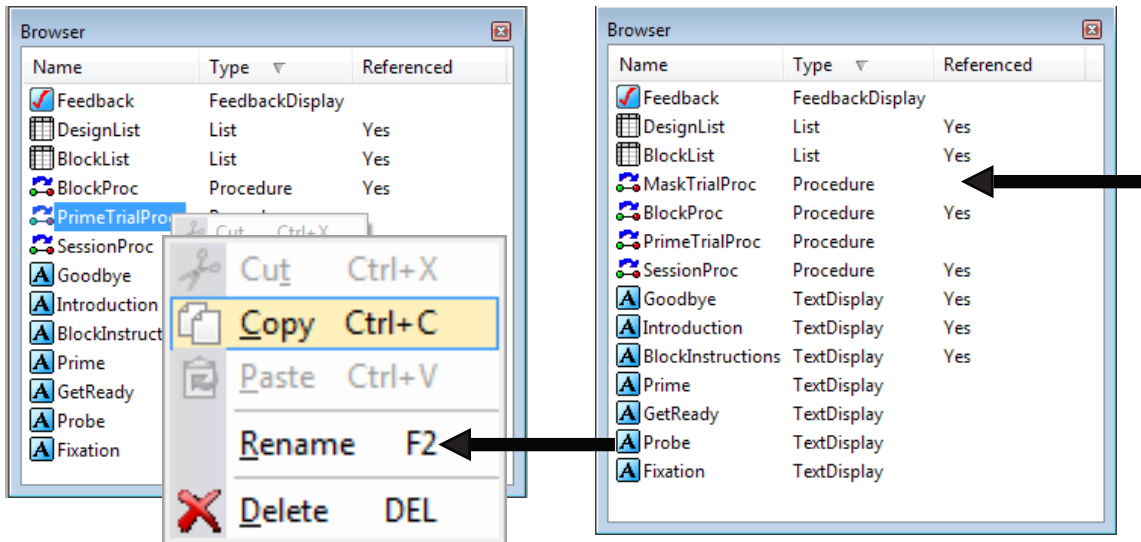 Browser
Name Type Referenced
Feedback FeedbackDisplay
DesignList List Yes
BlockList List Yes
BlockProc Procedure Yes
PrimeTrialProc
SessionProc
Goodbye
Introduction
BlockInstruct
Prime
GetReady
Probe
Fixation
Cut Ctrl+X
Cut Ctrl+X
Copy Ctrl+C
Paste Ctrl+V
Rename F2
Delete DEL
Browser
Name Type Referenced
Feedback FeedbackDisplay
DesignList List Yes
BlockList List Yes
MaskTrialProc Procedure
BlockProc Procedure Yes
PrimeTrialProc Procedure
SessionProc Procedure Yes
Goodbye TextDisplay Yes
Introduction TextDisplay Yes
BlockInstructions TextDisplay Yes
Prime TextDisplay
GetReady TextDisplay
Probe TextDisplay
Fixation TextDisplay